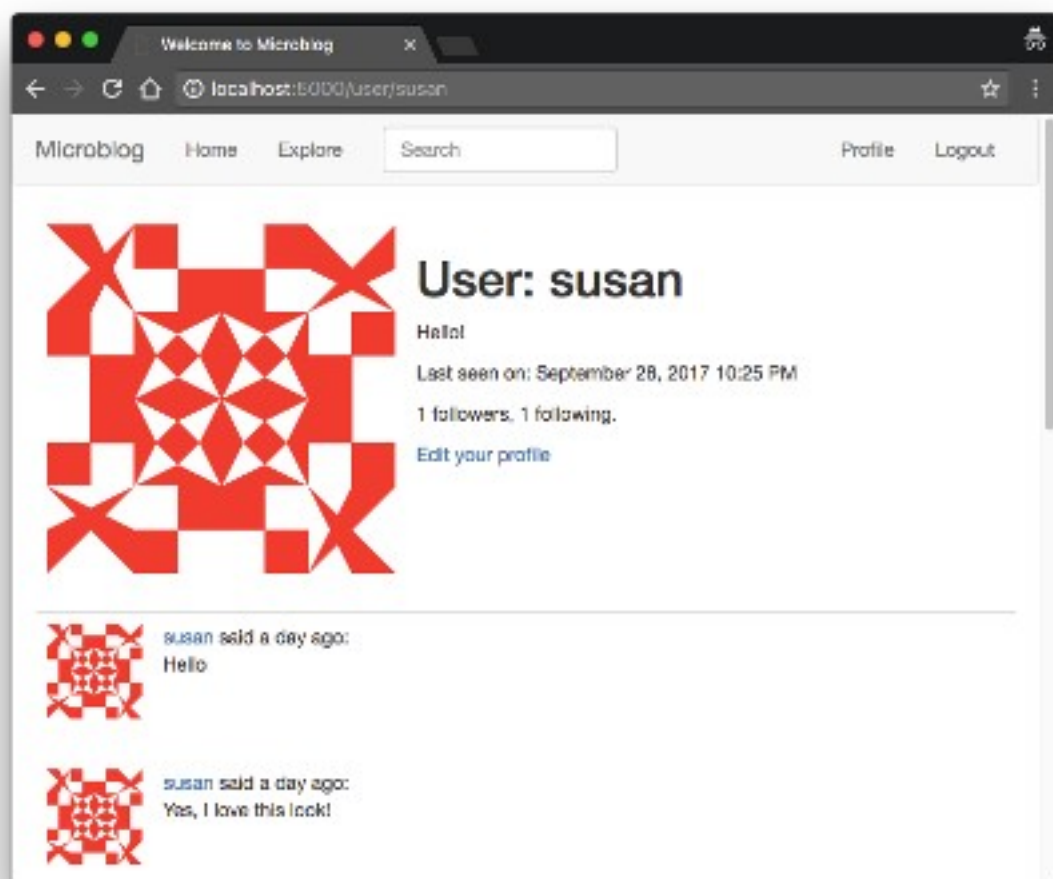 Welcome to Microblog
localhost:5000/user/susan
Microblog Home Explore Search Profile Logout
User: susan
Hello!
Last seen on: September 28, 2017 10:25 PM
1 followers, 1 following.
Edit your profile
susan said a day ago:
Hello
susan said a day ago:
Yes, I love this look!